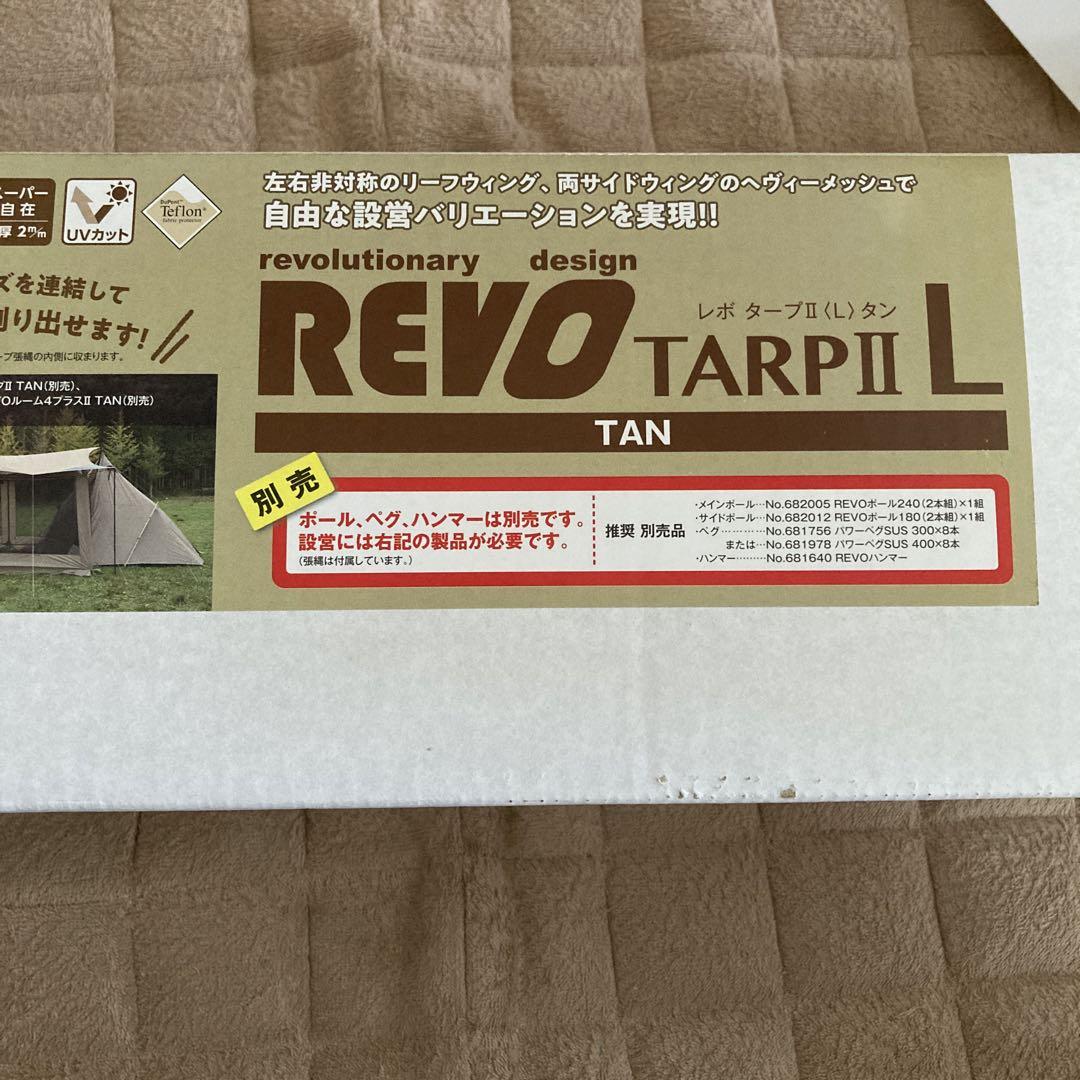 ーパー
自在
厚 2m/m
UVカット
DuPont™
Teflon®
fabric protector
ズを連結して
り出せます!
ープ張縄の内側に収まります。
II TAN(別売)、
Oルーム4プラスII TAN(別売)
左右非対称のリーフウィング、両サイドウィングのヘヴィーメッシュで
自由な設営バリエーションを実現!!
revolutionary design
レボ タープII〈L〉タン
REVO TARPII L
TAN
別売
ポール、ペグ、ハンマーは別売です。
設営には右記の製品が必要です。
(張縄は付属しています。)
推奨 別売品
・メインポール…No.682005 REVOポール240(2本組)×1組
・サイドポール…No.682012 REVOポール180(2本組)×1組
・ペグ…………No.681756 パワーペグSUS 300×8本
または…No.681978 パワーペグSUS 400×8本
・ハンマー………No.681640 REVOハンマー